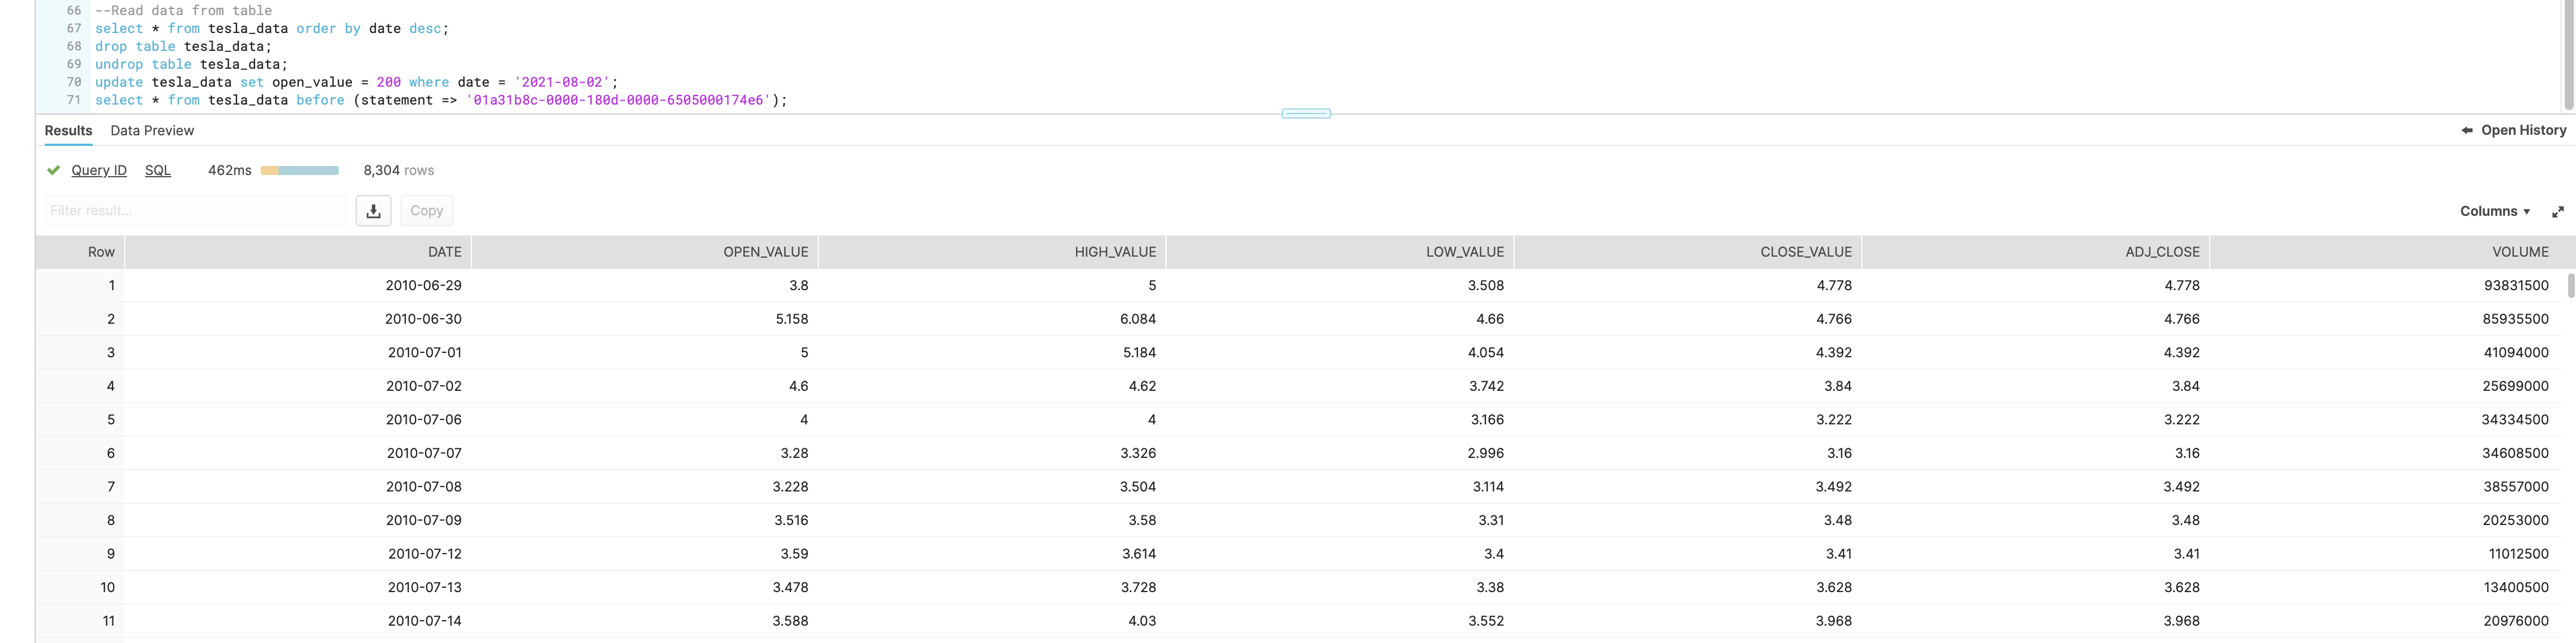 66 --Read data from table
67 select * from tesla_data order by date desc;
68 drop table tesla_data;
69 undrop table tesla_data;
70 update tesla_data set open_value = 200 where date = '2021-08-02';
71 select * from tesla_data before (statement => '01a31b8c-0000-180d-0000-6505000174e6');
Results Data Preview Open History
Query ID SQL 462ms 8,304 rows
Filter result... Copy Columns
Row DATE OPEN_VALUE HIGH_VALUE LOW_VALUE CLOSE_VALUE ADJ_CLOSE VOLUME
1 2010-06-29 3.8 5 3.508 4.778 4.778 93831500
2 2010-06-30 5.158 6.084 4.66 4.766 4.766 85935500
3 2010-07-01 5 5.184 4.054 4.392 4.392 41094000
4 2010-07-02 4.6 4.62 3.742 3.84 3.84 25699000
5 2010-07-06 4 4 3.166 3.222 3.222 34334500
6 2010-07-07 3.28 3.326 2.996 3.16 3.16 34608500
7 2010-07-08 3.228 3.504 3.114 3.492 3.492 38557000
8 2010-07-09 3.516 3.58 3.31 3.48 3.48 20253000
9 2010-07-12 3.59 3.614 3.4 3.41 3.41 11012500
10 2010-07-13 3.478 3.728 3.38 3.628 3.628 13400500
11 2010-07-14 3.588 4.03 3.552 3.968 3.968 20976000